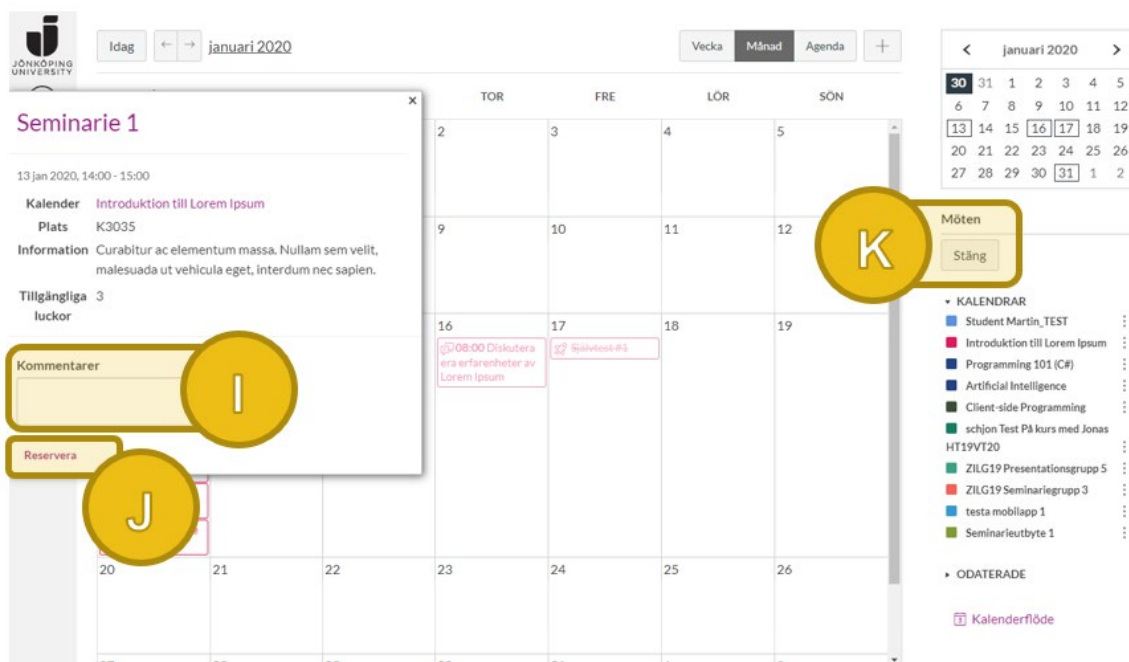 JÖNKÖPING
UNIVERSITY
Idag ← → januari 2020
Vecka Månad Agenda +
TOR FRE LÖR SÖN
×
Seminarie 1
13 jan 2020, 14:00 - 15:00
Kalender Introduktion till Lorem Ipsum
Plats K3035
Information Curabitur ac elementum massa. Nullam sem velit,
malesuada ut vehicula eget, interdum nec sapien.
Tillgängliga 3
luckor
Kommentarer
I
Reservera
J
2 3 4 5
9 10 11 12
16 17 18 19
08:00 Diskutera
era erfarenheter av
Lorem Ipsum
Självtest #1
20 21 22 23 24 25 26
januari 2020
30 31 1 2 3 4 5
6 7 8 9 10 11 12
13 14 15 16 17 18 19
20 21 22 23 24 25 26
27 28 29 30 31 1 2
K
Möten
Stäng
KALENDRAR
Student Martin_TEST
Introduktion till Lorem Ipsum
Programming 101 (C#)
Artificial Intelligence
Client-side Programming
schjon Test På kurs med Jonas
HT19VT20
ZILG19 Presentationsgrupp 5
ZILG19 Seminariegrupp 3
testa mobilapp 1
Seminarieutbyte 1
ODATERADE
Kalenderflöde